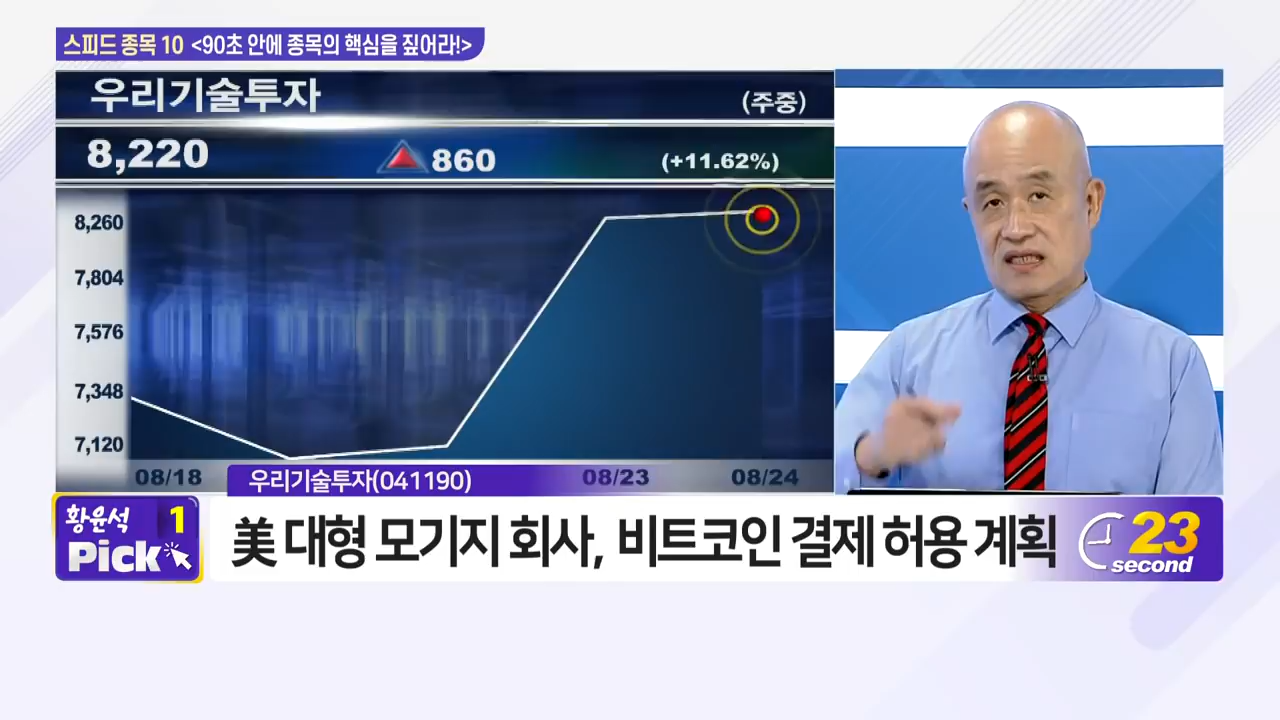 스피드 종목 10 <90초 안에 종목의 핵심을 짚어라!>
우리기술투자 (주중)
8,220 ▲ 860 (+11.62%)
8,260
7,804
7,576
7,348
7,120
08/18 08/23 08/24
우리기술투자(041190)
황윤석 1
Pick
美 대형 모기지 회사, 비트코인 결제 허용 계획
23
second